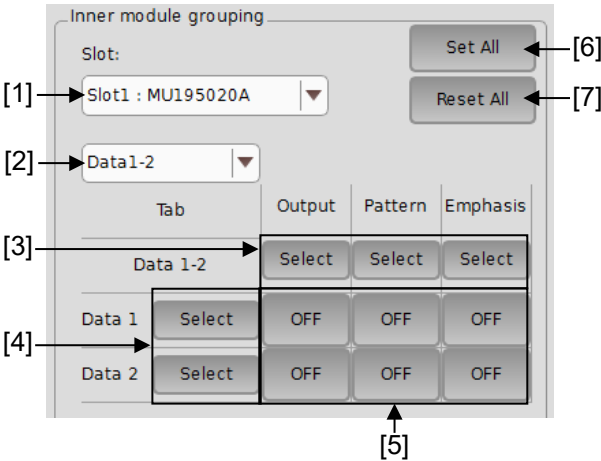 Inner module grouping
Slot:
Set All
[6]
[1]
Slot1 : MU195020A
Reset All
[7]
[2]
Data1-2
Tab
Output
Pattern
Emphasis
[3]
Data 1-2
Select
Select
Select
[4]
Data 1
Select
OFF
OFF
OFF
Data 2
Select
OFF
OFF
OFF
[5]